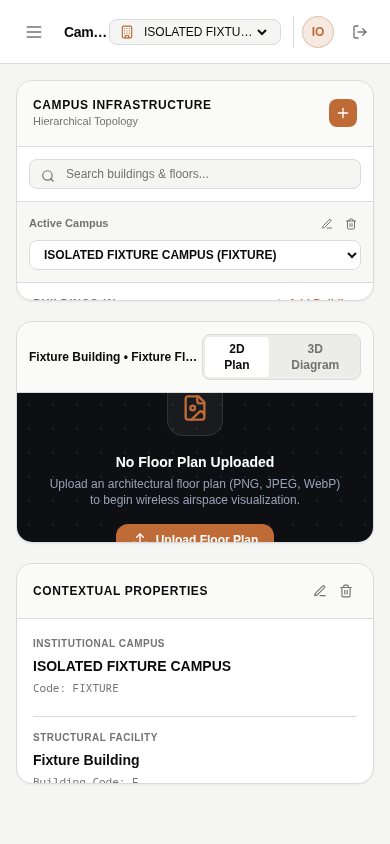 Cam...
ISOLATED FIXTU...
IO
CAMPUS INFRASTRUCTURE
Hierarchical Topology
Search buildings & floors...
Active Campus
ISOLATED FIXTURE CAMPUS (FIXTURE)
Fixture Building • Fixture Fl...
2D
Plan
3D
Diagram
No Floor Plan Uploaded
Upload an architectural floor plan (PNG, JPEG, WebP)
to begin wireless airspace visualization.
Upload Floor Plan
CONTEXTUAL PROPERTIES
INSTITUTIONAL CAMPUS
ISOLATED FIXTURE CAMPUS
Code: FIXTURE
STRUCTURAL FACILITY
Fixture Building
Building Code: